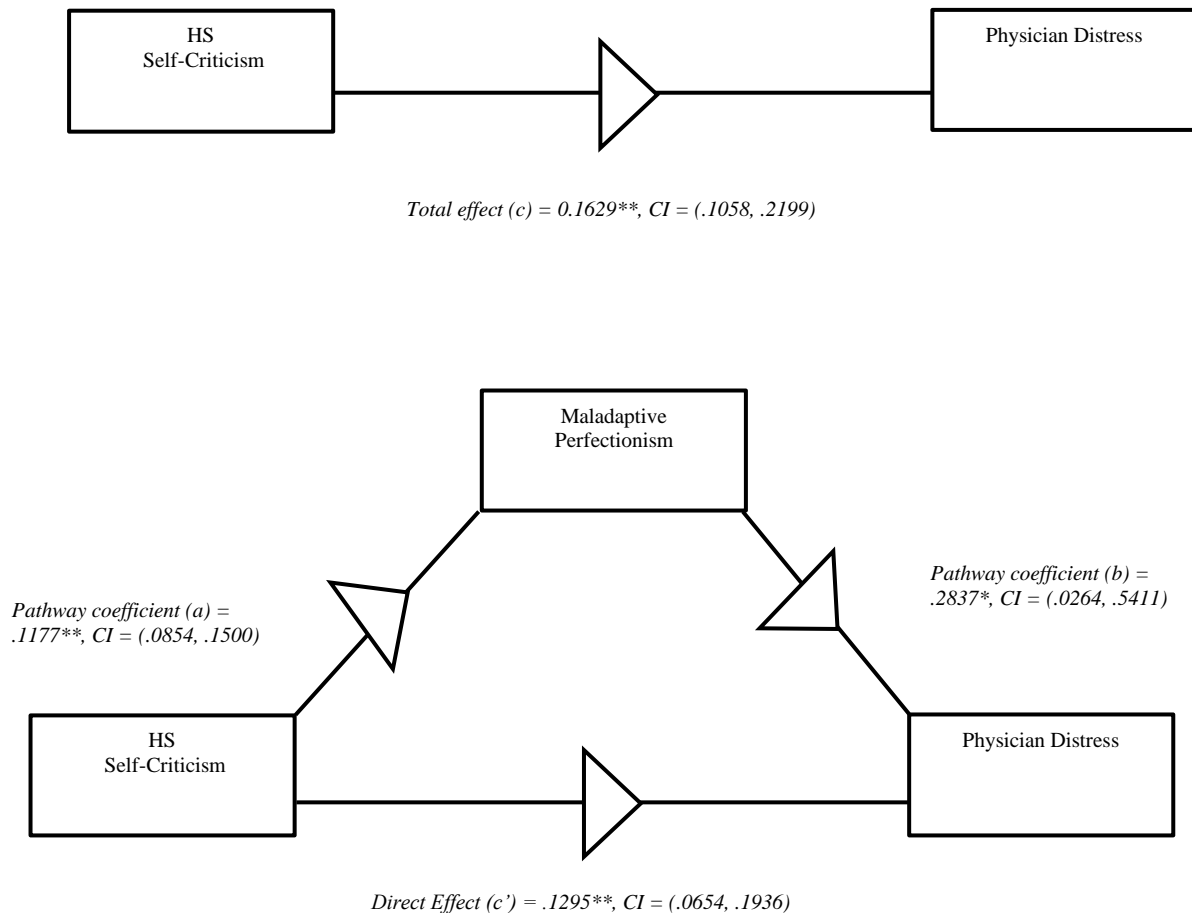 HS
Self-Criticism
Physician Distress
Total effect (c) = 0.1629**, CI = (.1058, .2199)
Maladaptive
Perfectionism
Pathway coefficient (a) =
.1177**, CI = (.0854, .1500)
Pathway coefficient (b) =
.2837*, CI = (.0264, .5411)
HS
Self-Criticism
Physician Distress
Direct Effect (c’) = .1295**, CI = (.0654, .1936)